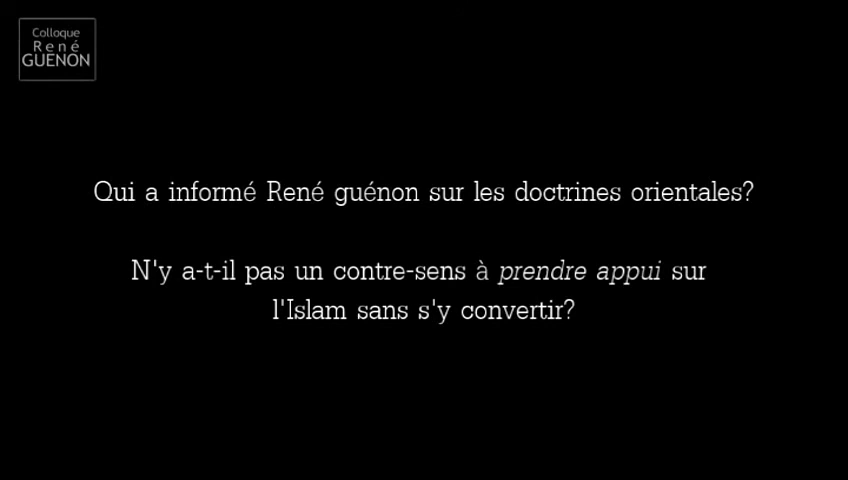 Colloque
René
GUENON
Qui a informé René guénon sur les doctrines orientales?
N'y a-t-il pas un contre-sens à prendre appui sur
l'Islam sans s'y convertir?